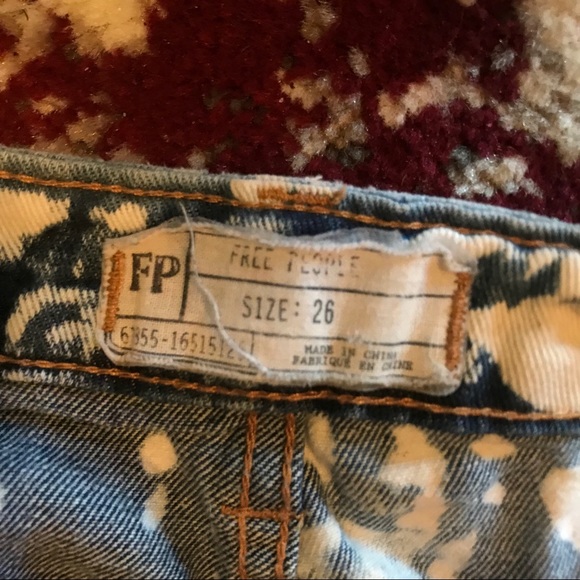 FP
FREE PEOPLE
SIZE: 26
MADE IN CHINA
FABRIQUE EN CHINE